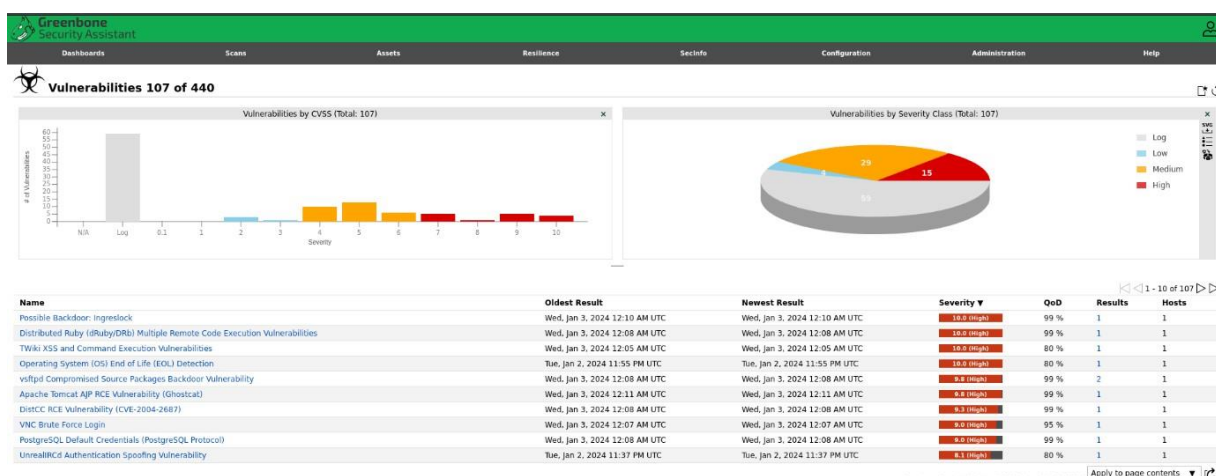 Greenbone
Security Assistant
Dashboards Scans Assets Resilience SecInfo Configuration Administration Help
Vulnerabilities 107 of 440
Vulnerabilities by CVSS (Total: 107) ×
Vulnerabilities by Severity Class (Total: 107) ×
# of Vulnerabilities
60
55
50
45
40
35
30
25
20
15
10
5
0
N/A Log 0.1 1 2 3 4 5 6 7 8 9 10
Severity
29
15
4
Log
Low
Medium
High
SVG
1 - 10 of 107
Name Oldest Result Newest Result Severity ▼ QoD Results Hosts
Possible Backdoor: Ingreslock Wed, Jan 3, 2024 12:10 AM UTC Wed, Jan 3, 2024 12:10 AM UTC 10.0 (High) 99 % 1 1
Distributed Ruby (dRuby/DRb) Multiple Remote Code Execution Vulnerabilities Wed, Jan 3, 2024 12:08 AM UTC Wed, Jan 3, 2024 12:08 AM UTC 10.0 (High) 99 % 1 1
TWiki XSS and Command Execution Vulnerabilities Wed, Jan 3, 2024 12:05 AM UTC Wed, Jan 3, 2024 12:05 AM UTC 10.0 (High) 80 % 1 1
Operating System (OS) End of Life (EOL) Detection Tue, Jan 2, 2024 11:55 PM UTC Tue, Jan 2, 2024 11:55 PM UTC 10.0 (High) 80 % 1 1
vsftpd Compromised Source Packages Backdoor Vulnerability Wed, Jan 3, 2024 12:08 AM UTC Wed, Jan 3, 2024 12:08 AM UTC 9.8 (High) 99 % 2 1
Apache Tomcat AJP RCE Vulnerability (Ghostcat) Wed, Jan 3, 2024 12:11 AM UTC Wed, Jan 3, 2024 12:11 AM UTC 9.8 (High) 99 % 1 1
DistCC RCE Vulnerability (CVE-2004-2687) Wed, Jan 3, 2024 12:08 AM UTC Wed, Jan 3, 2024 12:08 AM UTC 9.3 (High) 99 % 1 1
VNC Brute Force Login Wed, Jan 3, 2024 12:07 AM UTC Wed, Jan 3, 2024 12:07 AM UTC 9.0 (High) 95 % 1 1
PostgreSQL Default Credentials (PostgreSQL Protocol) Wed, Jan 3, 2024 12:08 AM UTC Wed, Jan 3, 2024 12:08 AM UTC 9.0 (High) 99 % 1 1
UnrealIRCd Authentication Spoofing Vulnerability Tue, Jan 2, 2024 11:37 PM UTC Tue, Jan 2, 2024 11:37 PM UTC 8.1 (High) 80 % 1 1
Apply to page contents ▼